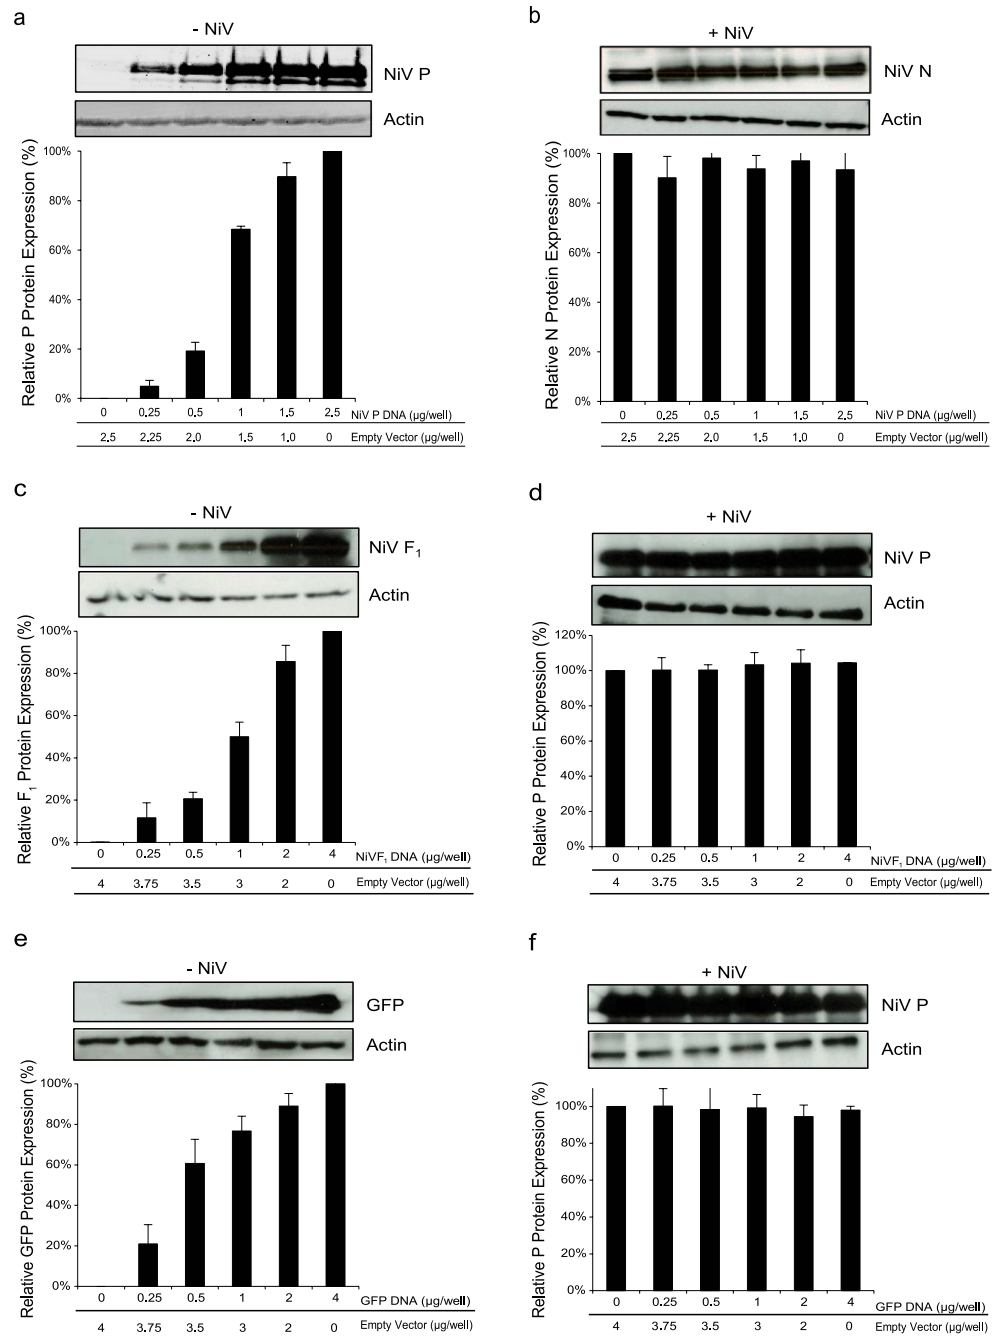 a
- NiV
NiV P
Actin
Relative P Protein Expression (%)
100%
80%
60%
40%
20%
0%
0 0.25 0.5 1 1.5 2.5 NiV P DNA (µg/well)
2.5 2.25 2.0 1.5 1.0 0 Empty Vector (µg/well)
b
+ NiV
NiV N
Actin
Relative N Protein Expression (%)
100%
80%
60%
40%
20%
0%
0 0.25 0.5 1 1.5 2.5 NiV P DNA (µg/well)
2.5 2.25 2.0 1.5 1.0 0 Empty Vector (µg/well)
c
- NiV
NiV F1
Actin
Relative F1 Protein Expression (%)
100%
80%
60%
40%
20%
0%
0 0.25 0.5 1 2 4 NiVF1 DNA (µg/well)
4 3.75 3.5 3 2 0 Empty Vector (µg/well)
d
+ NiV
NiV P
Actin
Relative P Protein Expression (%)
120%
100%
80%
60%
40%
20%
0%
0 0.25 0.5 1 2 4 NiVF1 DNA (µg/well)
4 3.75 3.5 3 2 0 Empty Vector (µg/well)
e
- NiV
GFP
Actin
Relative GFP Protein Expression (%)
100%
80%
60%
40%
20%
0%
0 0.25 0.5 1 2 4 GFP DNA (µg/well)
4 3.75 3.5 3 2 0 Empty Vector (µg/well)
f
+ NiV
NiV P
Actin
Relative P Protein Expression (%)
100%
80%
60%
40%
20%
0%
0 0.25 0.5 1 2 4 GFP DNA (µg/well)
4 3.75 3.5 3 2 0 Empty Vector (µg/well)